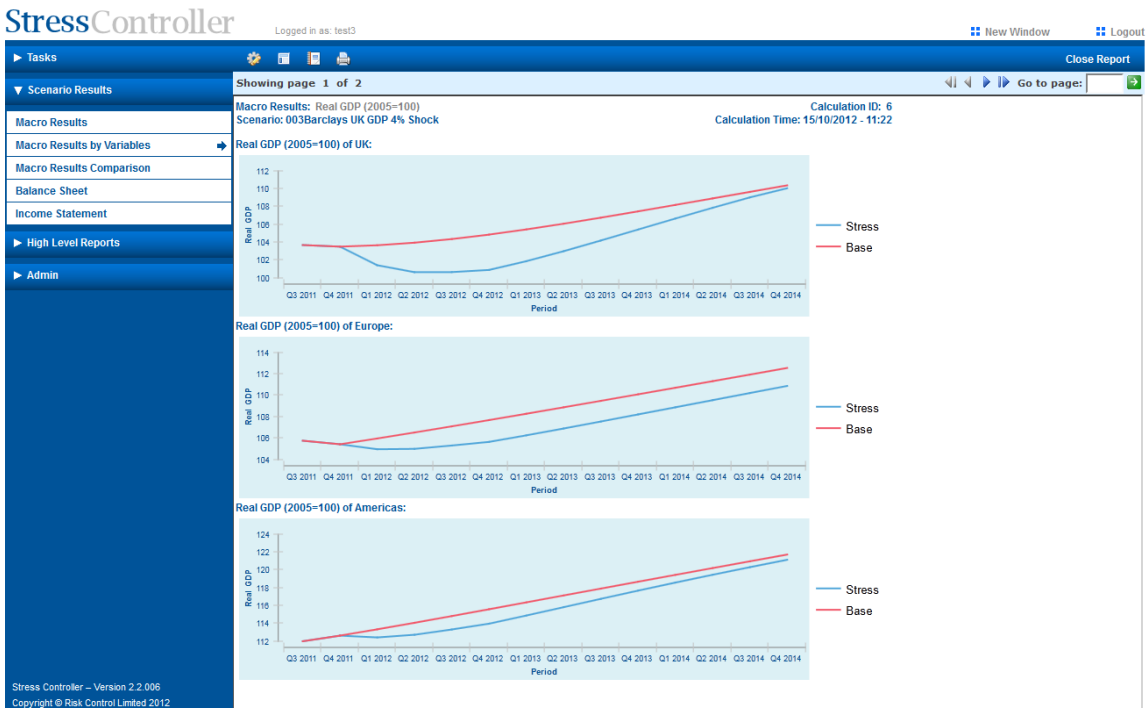 StressController
Logged in as: test3
New Window
Logout
Tasks
Close Report
Scenario Results
Showing page 1 of 2
Go to page:
Macro Results
Macro Results by Variables
Macro Results Comparison
Balance Sheet
Income Statement
High Level Reports
Admin
Macro Results: Real GDP (2005=100)
Calculation ID: 6
Scenario: 003Barclays UK GDP 4% Shock
Calculation Time: 15/10/2012 - 11:22
Real GDP (2005=100) of UK:
112
110
108
106
104
102
100
Real GDP
Q3 2011 Q4 2011 Q1 2012 Q2 2012 Q3 2012 Q4 2012 Q1 2013 Q2 2013 Q3 2013 Q4 2013 Q1 2014 Q2 2014 Q3 2014 Q4 2014
Period
Stress
Base
Real GDP (2005=100) of Europe:
114
112
110
108
106
104
Real GDP
Q3 2011 Q4 2011 Q1 2012 Q2 2012 Q3 2012 Q4 2012 Q1 2013 Q2 2013 Q3 2013 Q4 2013 Q1 2014 Q2 2014 Q3 2014 Q4 2014
Period
Stress
Base
Real GDP (2005=100) of Americas:
124
122
120
118
116
114
112
Real GDP
Q3 2011 Q4 2011 Q1 2012 Q2 2012 Q3 2012 Q4 2012 Q1 2013 Q2 2013 Q3 2013 Q4 2013 Q1 2014 Q2 2014 Q3 2014 Q4 2014
Period
Stress
Base
Stress Controller – Version 2.2.006
Copyright © Risk Control Limited 2012